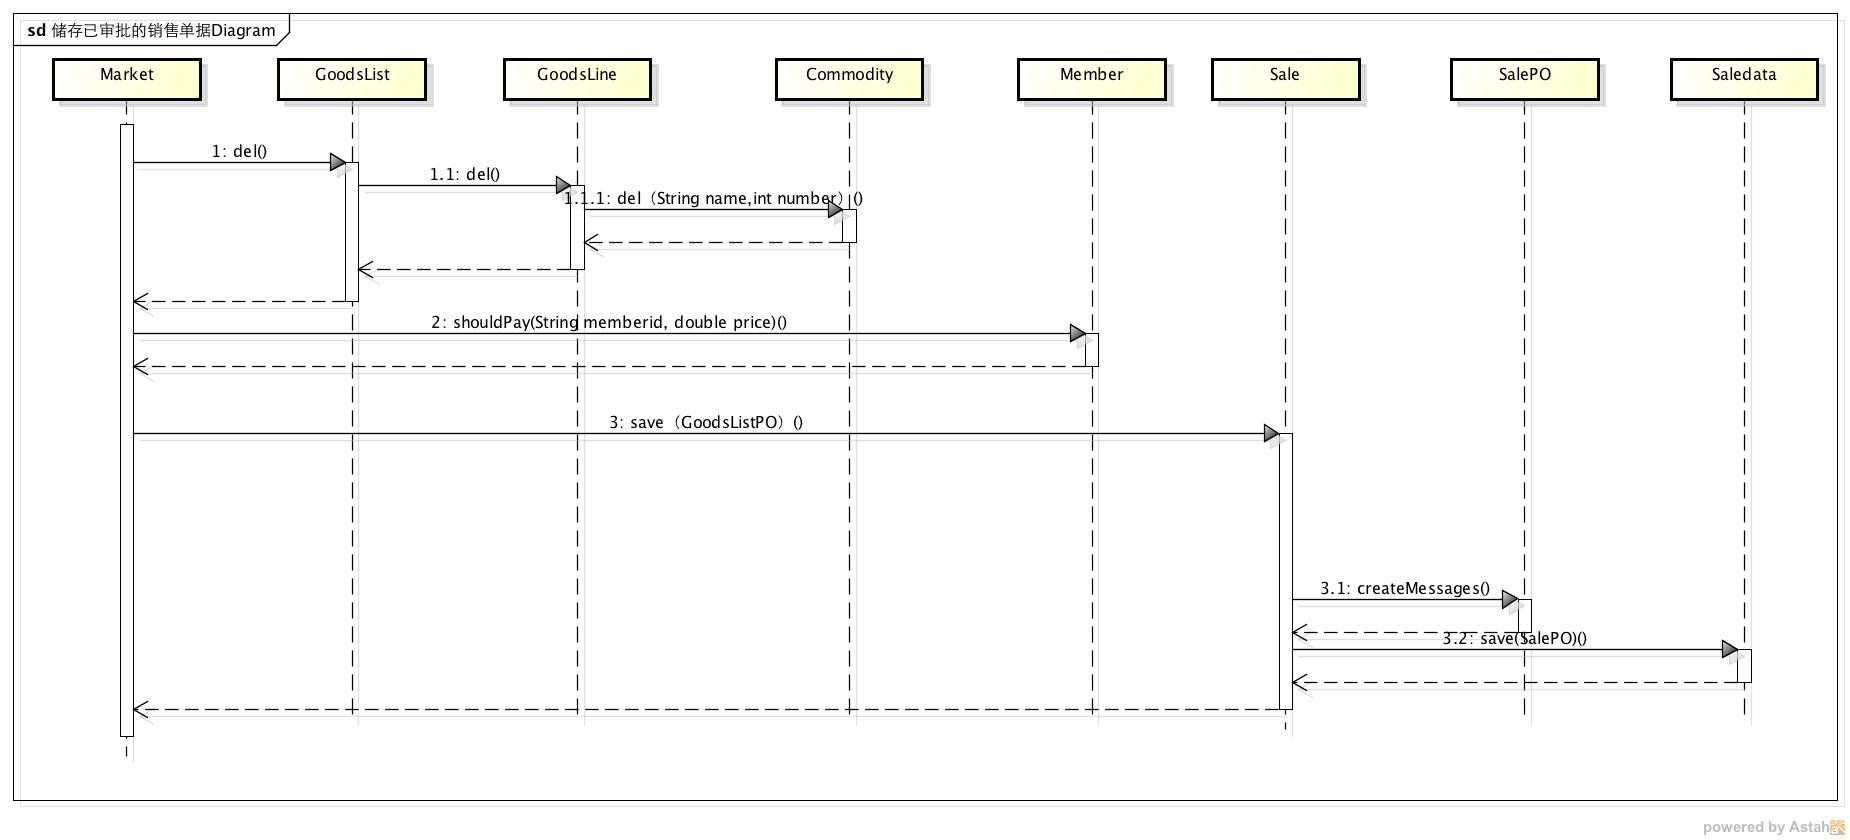 sd 储存已审批的销售单据Diagram
Market
GoodsList
GoodsLine
Commodity
Member
Sale
SalePO
Saledata
1: del()
1.1: del()
1.1.1: del（String name,int number）()
2: shouldPay(String memberid, double price)()
3: save（GoodsListPO）()
3.1: createMessages()
3.2: save(SalePO)()
powered by Astah